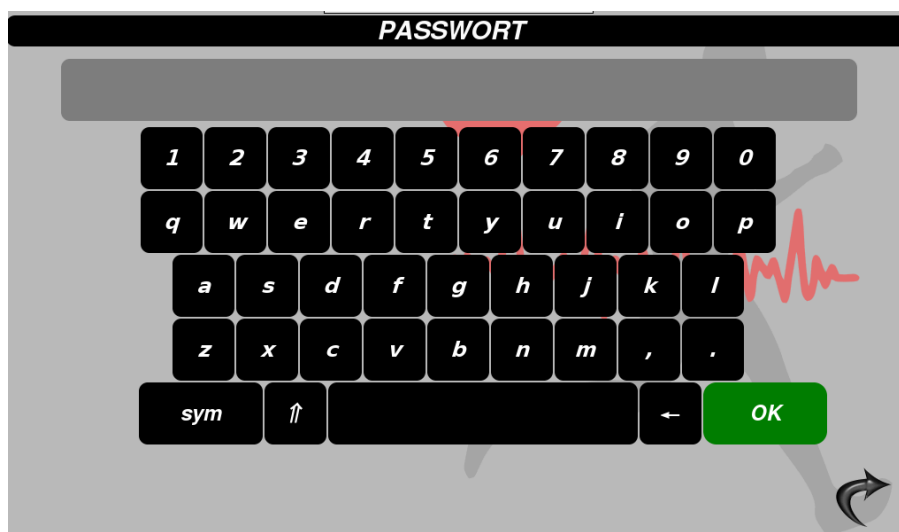 PASSWORT
1 2 3 4 5 6 7 8 9 0
q w e r t y u i o p
a s d f g h j k l
z x c v b n m , .
sym ⇑ ← OK